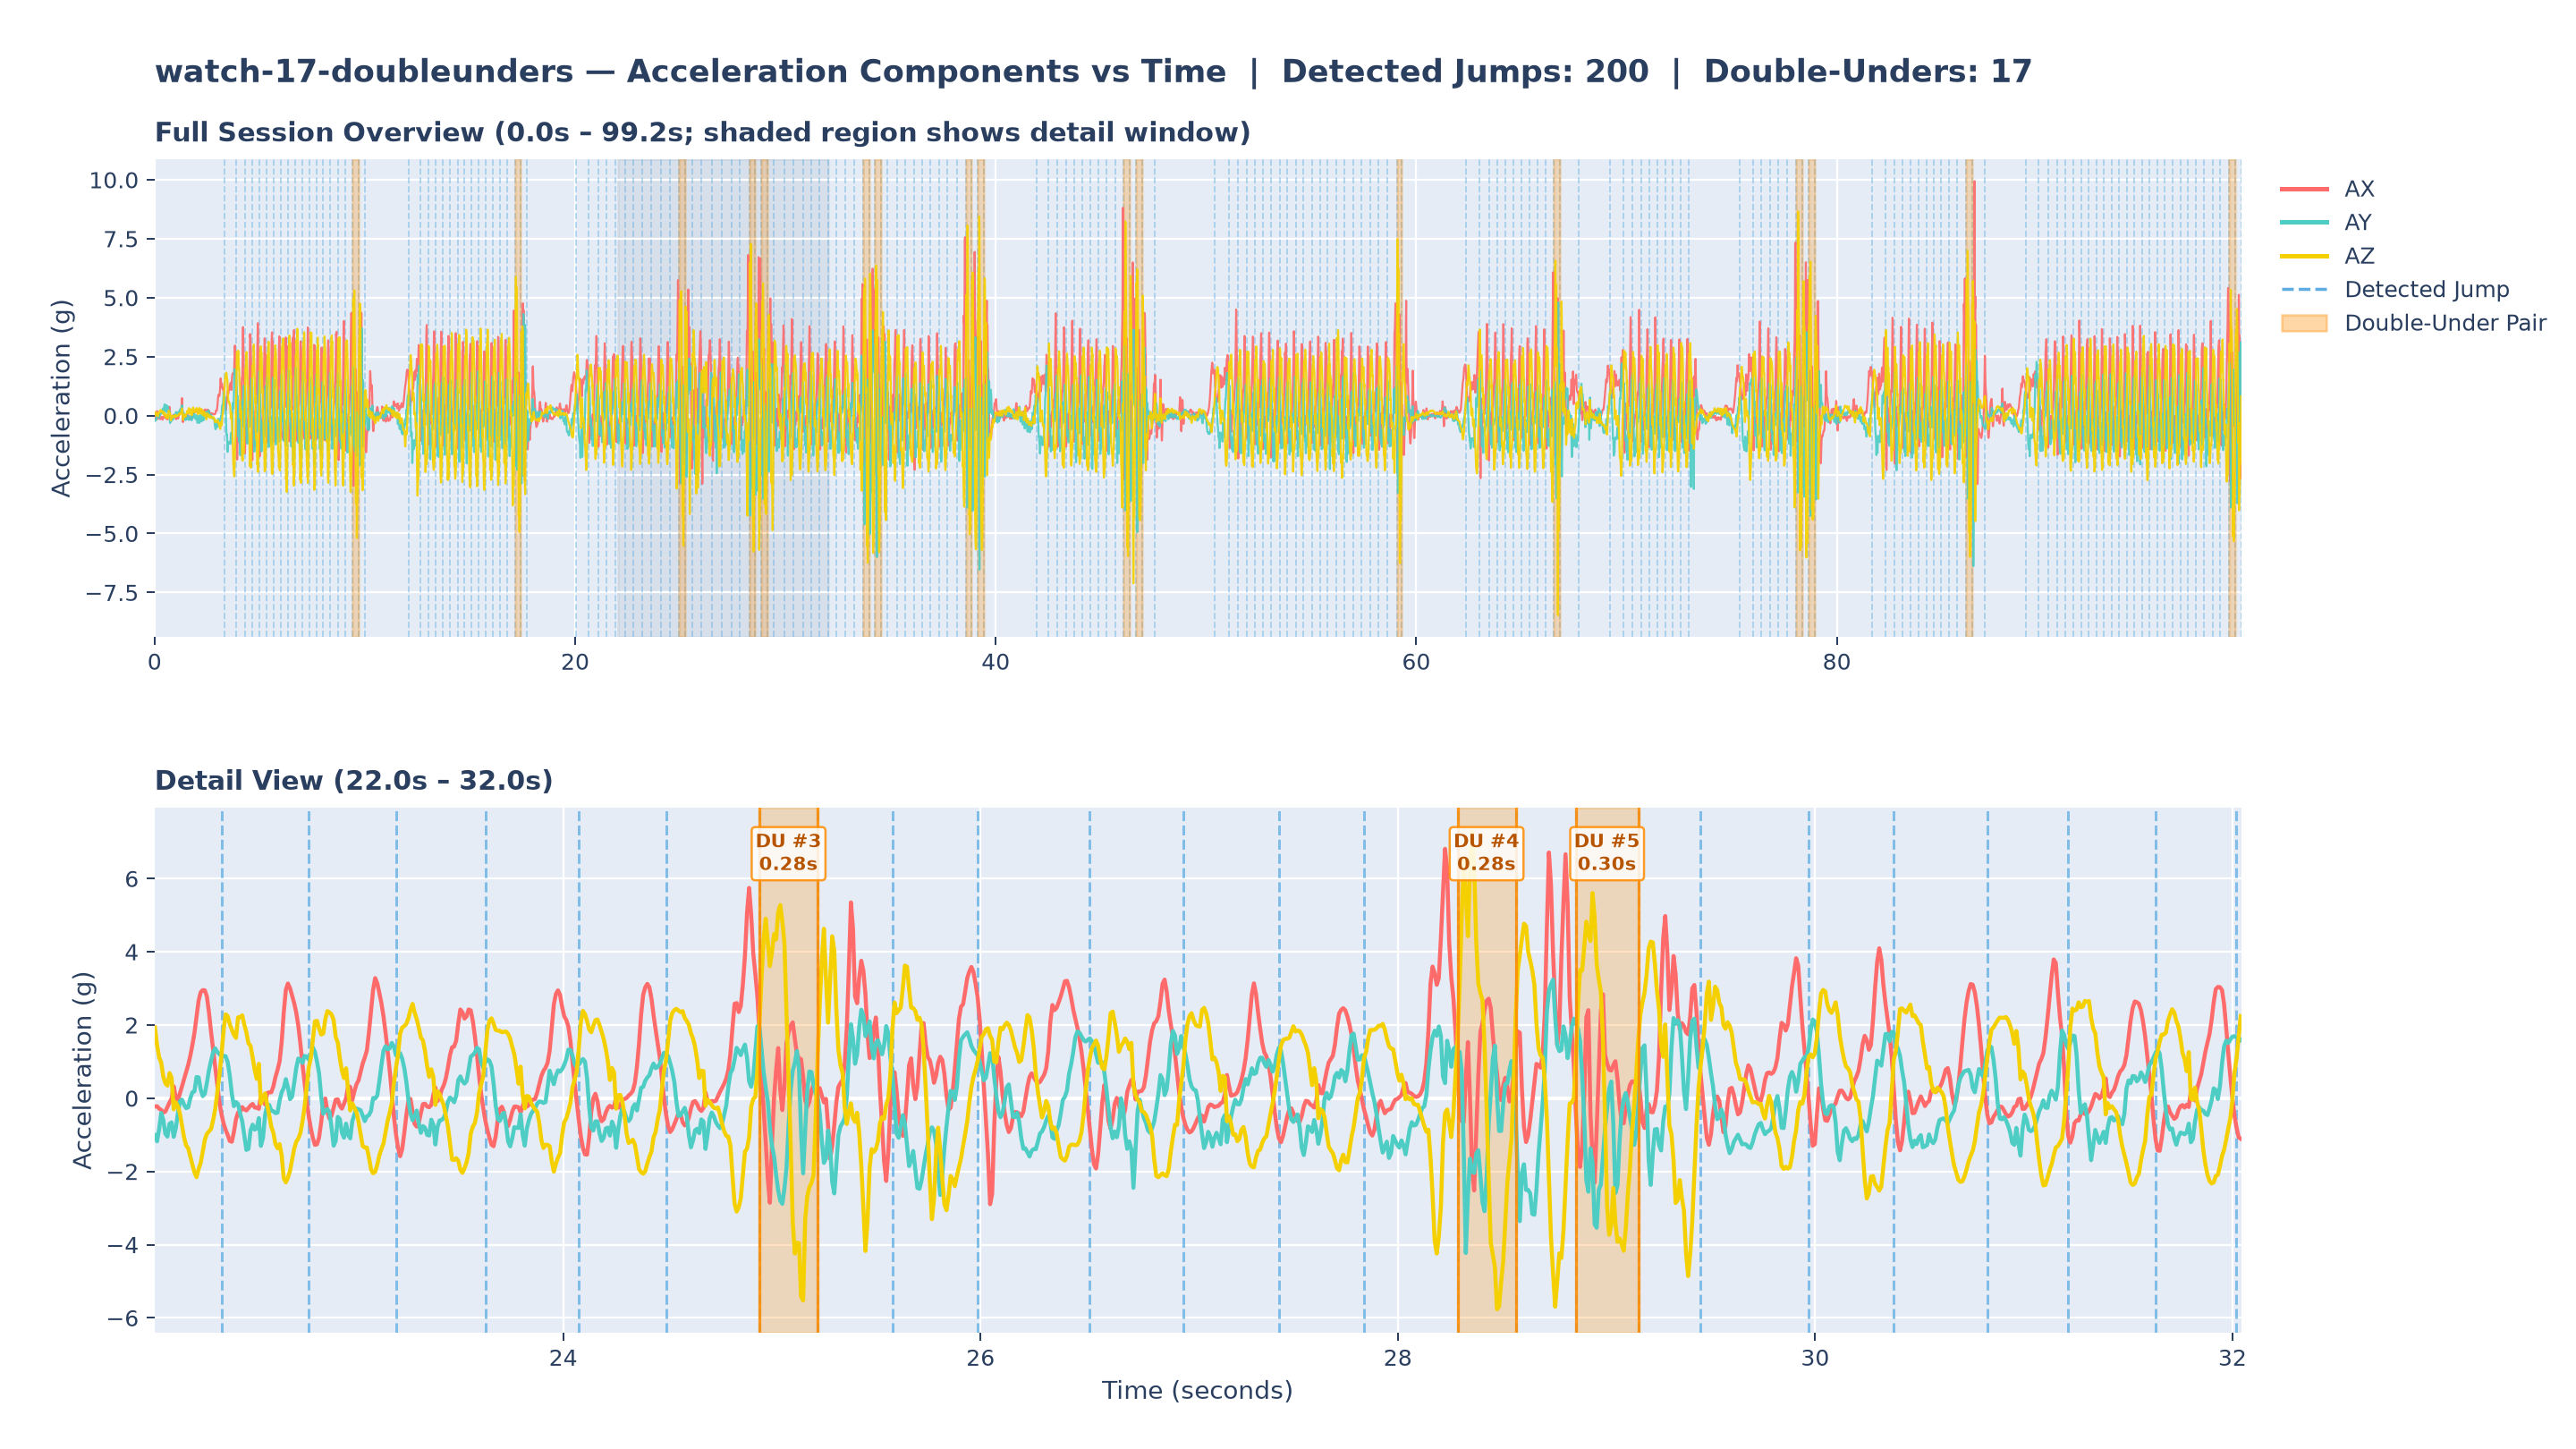 watch-17-doubleunders — Acceleration Components vs Time | Detected Jumps: 200 | Double-Unders: 17
Full Session Overview (0.0s – 99.2s; shaded region shows detail window)
Acceleration (g)
10.0
7.5
5.0
2.5
0.0
−2.5
−5.0
−7.5
0 20 40 60 80
AX
AY
AZ
Detected Jump
Double-Under Pair
Detail View (22.0s – 32.0s)
DU #3
0.28s
DU #4
0.28s
DU #5
0.30s
Acceleration (g)
6
4
2
0
−2
−4
−6
24 26 28 30 32
Time (seconds)